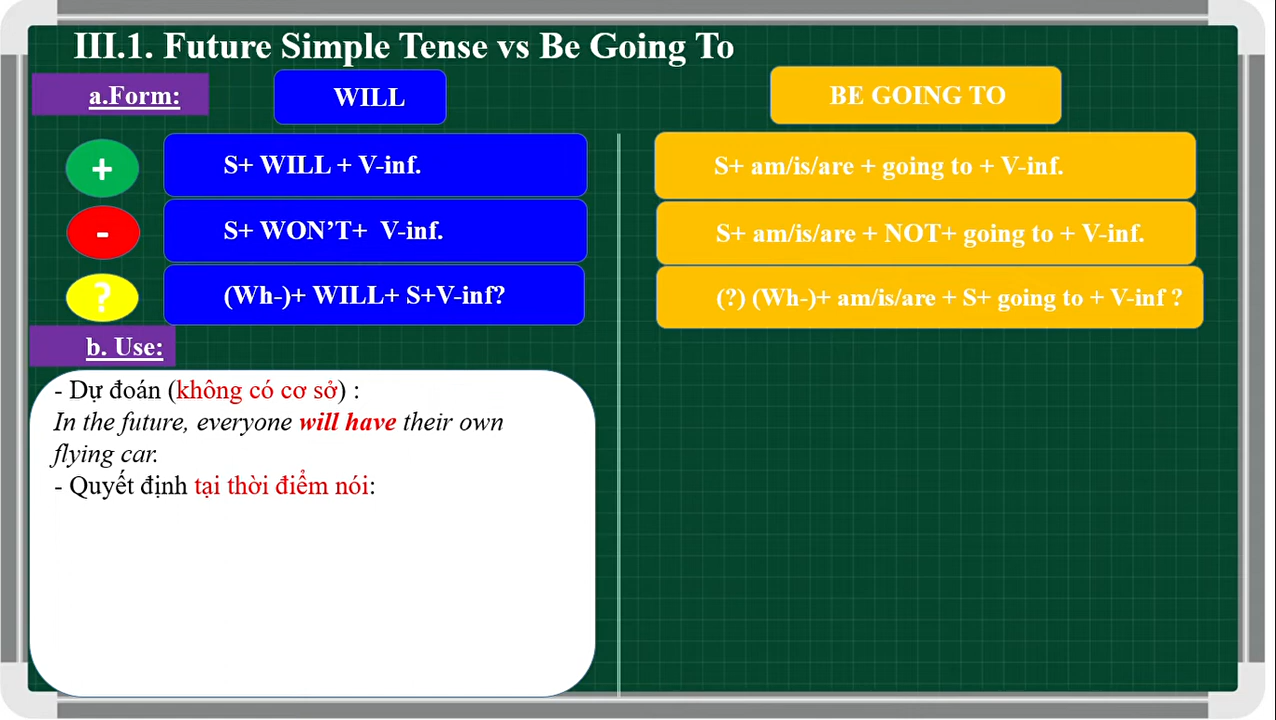 III.1. Future Simple Tense vs Be Going To
a.Form:
WILL
BE GOING TO
+
S+ WILL + V-inf.
S+ am/is/are + going to + V-inf.
-
S+ WON’T+ V-inf.
S+ am/is/are + NOT+ going to + V-inf.
?
(Wh-)+ WILL+ S+V-inf?
(?) (Wh-)+ am/is/are + S+ going to + V-inf ?
b. Use:
- Dự đoán (không có cơ sở) :
In the future, everyone will have their own
flying car.
- Quyết định tại thời điểm nói: